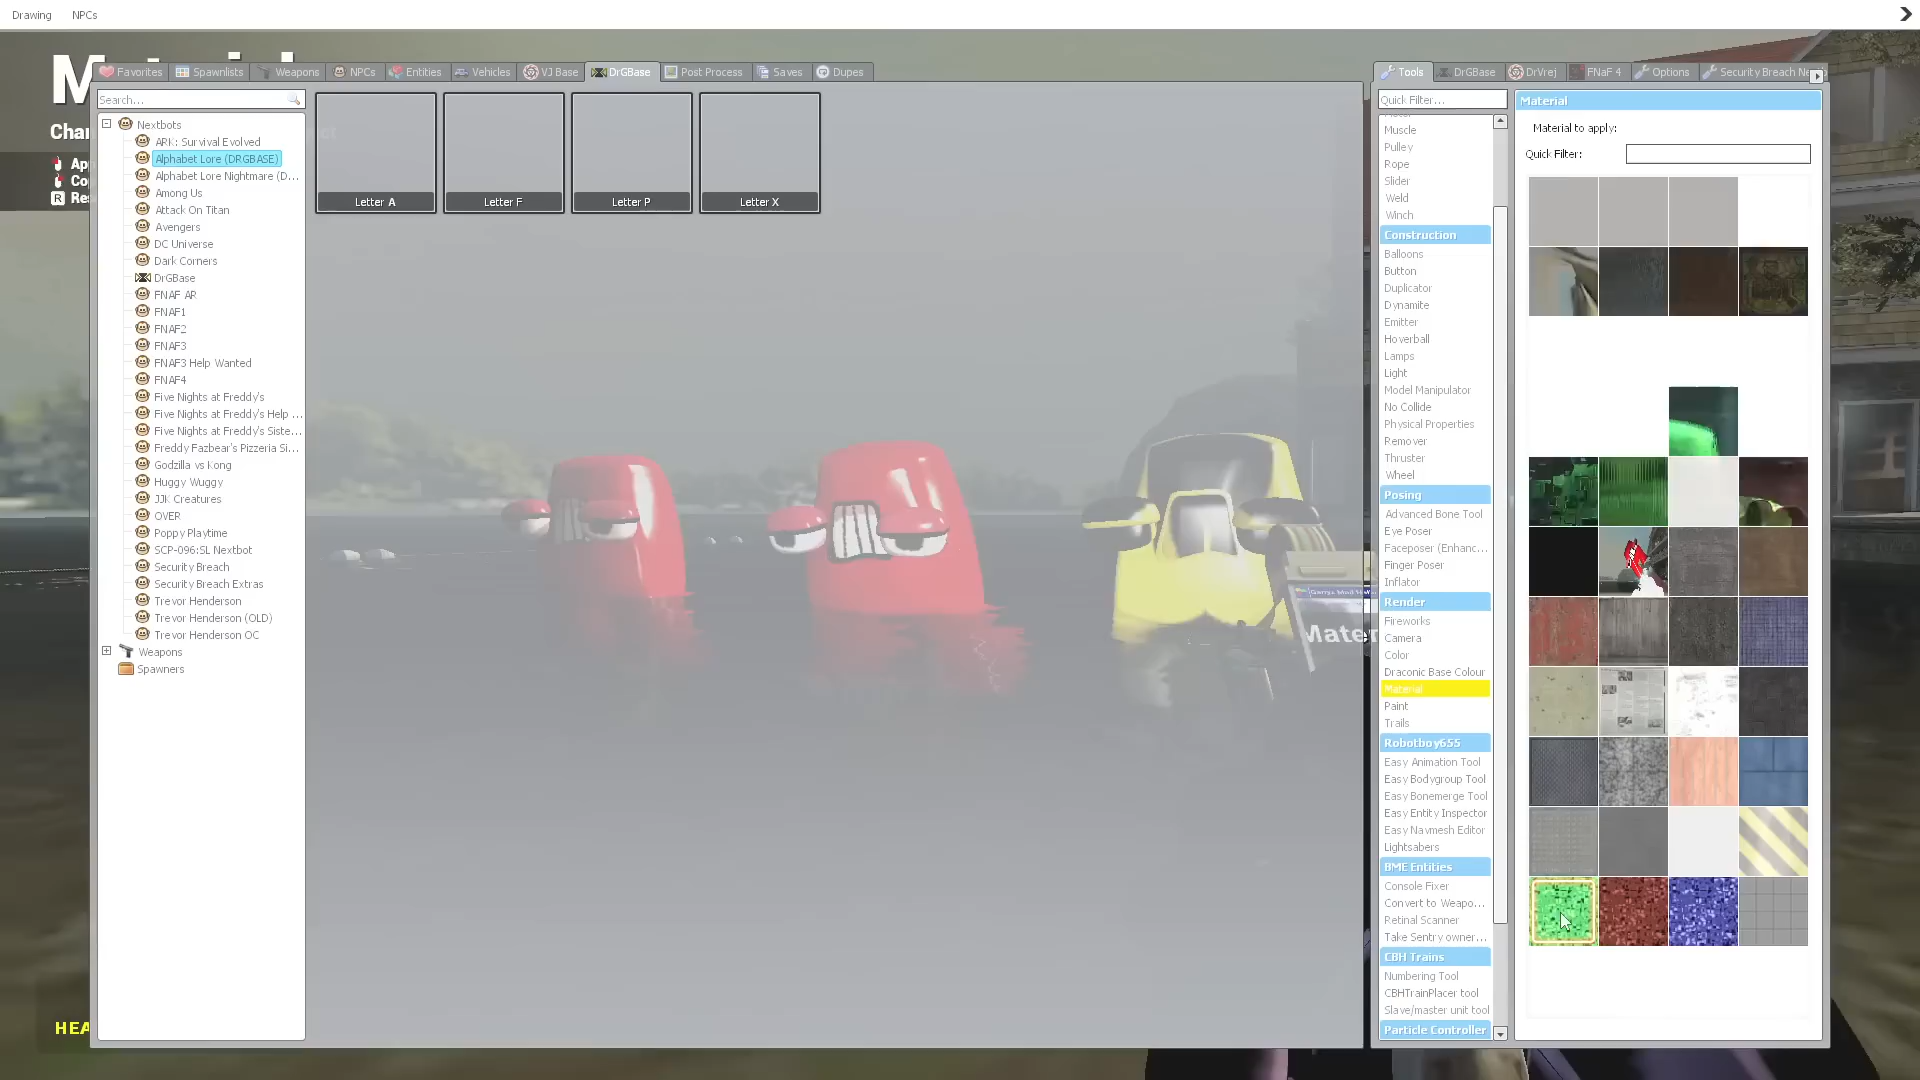 Drawing NPCs
Favorites Spawnlists Weapons NPCs Entities Vehicles VJ Base DrGBase Post Process Saves Dupes
Search...
Nextbots
ARK: Survival Evolved
Alphabet Lore (DRGBASE)
Alphabet Lore Nightmare (D...
Among Us
Attack On Titan
Avengers
DC Universe
Dark Corners
DrGBase
FNAF AR
FNAF1
FNAF2
FNAF3
FNAF3 Help Wanted
FNAF4
Five Nights at Freddy's
Five Nights at Freddy's Help ...
Five Nights at Freddy's Siste...
Freddy Fazbear's Pizzeria Si...
Godzilla vs Kong
Huggy Wuggy
JJK Creatures
OVER
Poppy Playtime
SCP-096:SL Nextbot
Security Breach
Security Breach Extras
Trevor Henderson
Trevor Henderson (OLD)
Trevor Henderson OC
Weapons
Spawners
Letter A
Letter F
Letter P
Letter X
Cha
R Res
HEA
Mater
Tools DrGBase DrVrej FNaF 4 Options Security Breach Ne
Quick Filter...
Muscle
Pulley
Rope
Slider
Weld
Winch
Construction
Balloons
Button
Duplicator
Dynamite
Emitter
Hoverball
Lamps
Light
Model Manipulator
No Collide
Physical Properties
Remover
Thruster
Wheel
Posing
Advanced Bone Tool
Eye Poser
Faceposer (Enhanc...
Finger Poser
Inflator
Render
Fireworks
Camera
Color
Draconic Base Colour
Material
Paint
Trails
Robotboy655
Easy Animation Tool
Easy Bodygroup Tool
Easy Bonemerge Tool
Easy Entity Inspector
Easy Navmesh Editor
Lightsabers
BME Entities
Console Fixer
Convert to Weapo...
Retinal Scanner
Take Sentry owner...
CBH Trains
Numbering Tool
CBHTrainPlacer tool
Slave/master unit tool
Particle Controller
Material
Material to apply:
Quick Filter: